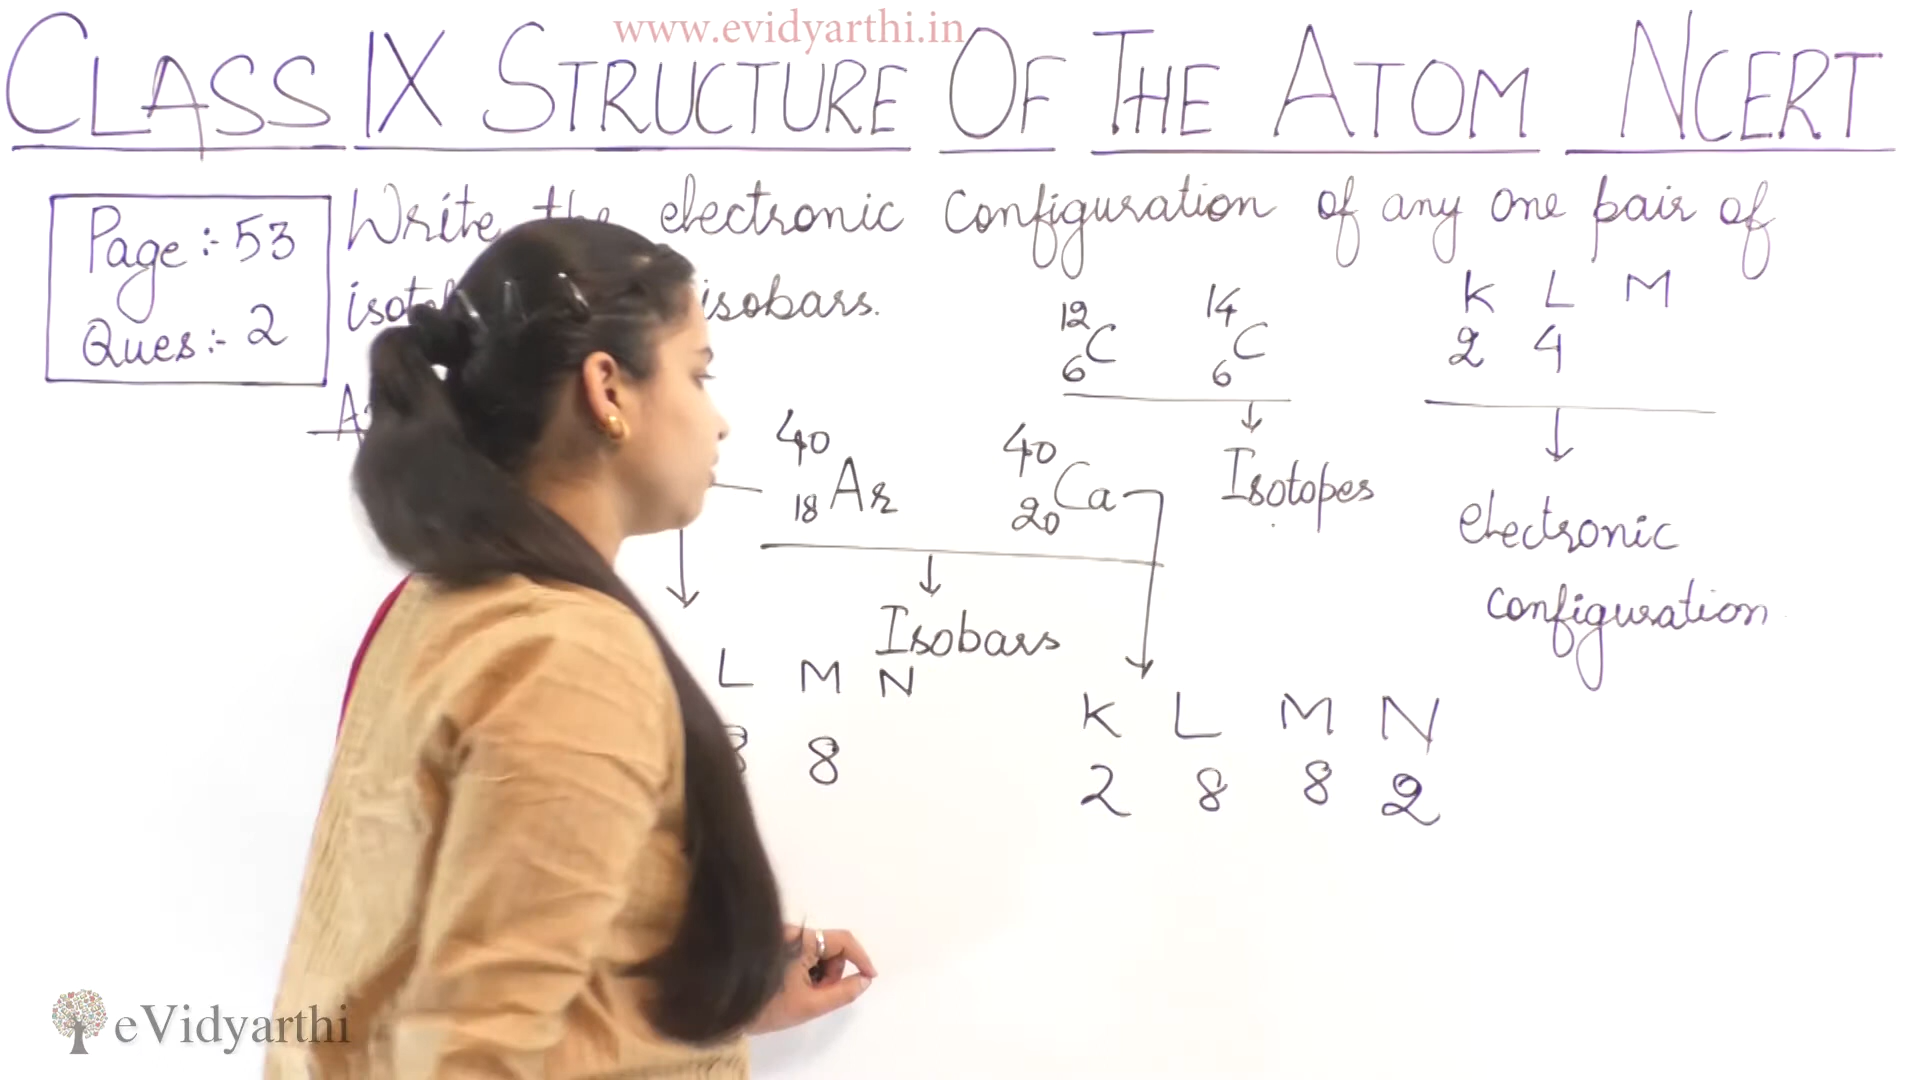 www.evidyarthi.in
CLASS IX STRUCTURE OF THE ATOM NCERT
Page :- 53
Ques :- 2
Write the electronic configuration of any one pair of
isobars.
12 6 C 14 6 C
K L M
2 4
40 18 Ar 40 20 Ca
Isotopes
electronic
configuration
Isobars
L M N
8 8
K L M N
2 8 8 2
eVidyarthi